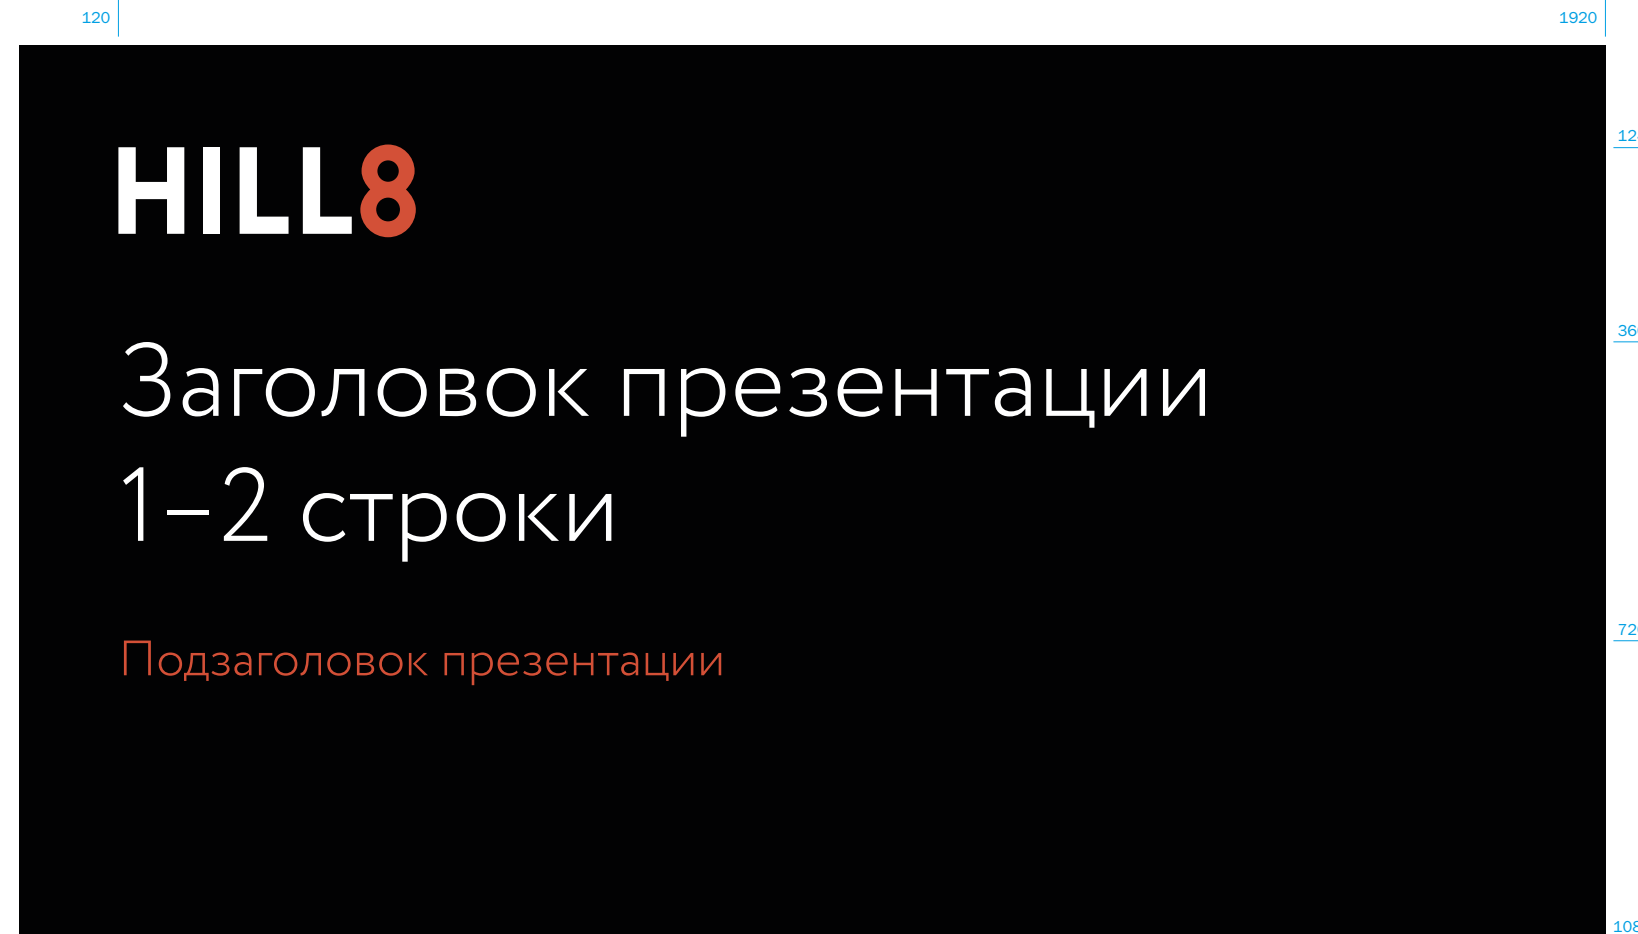 120
1920
HILL8
Заголовок презентации
1–2 строки
Подзаголовок презентации